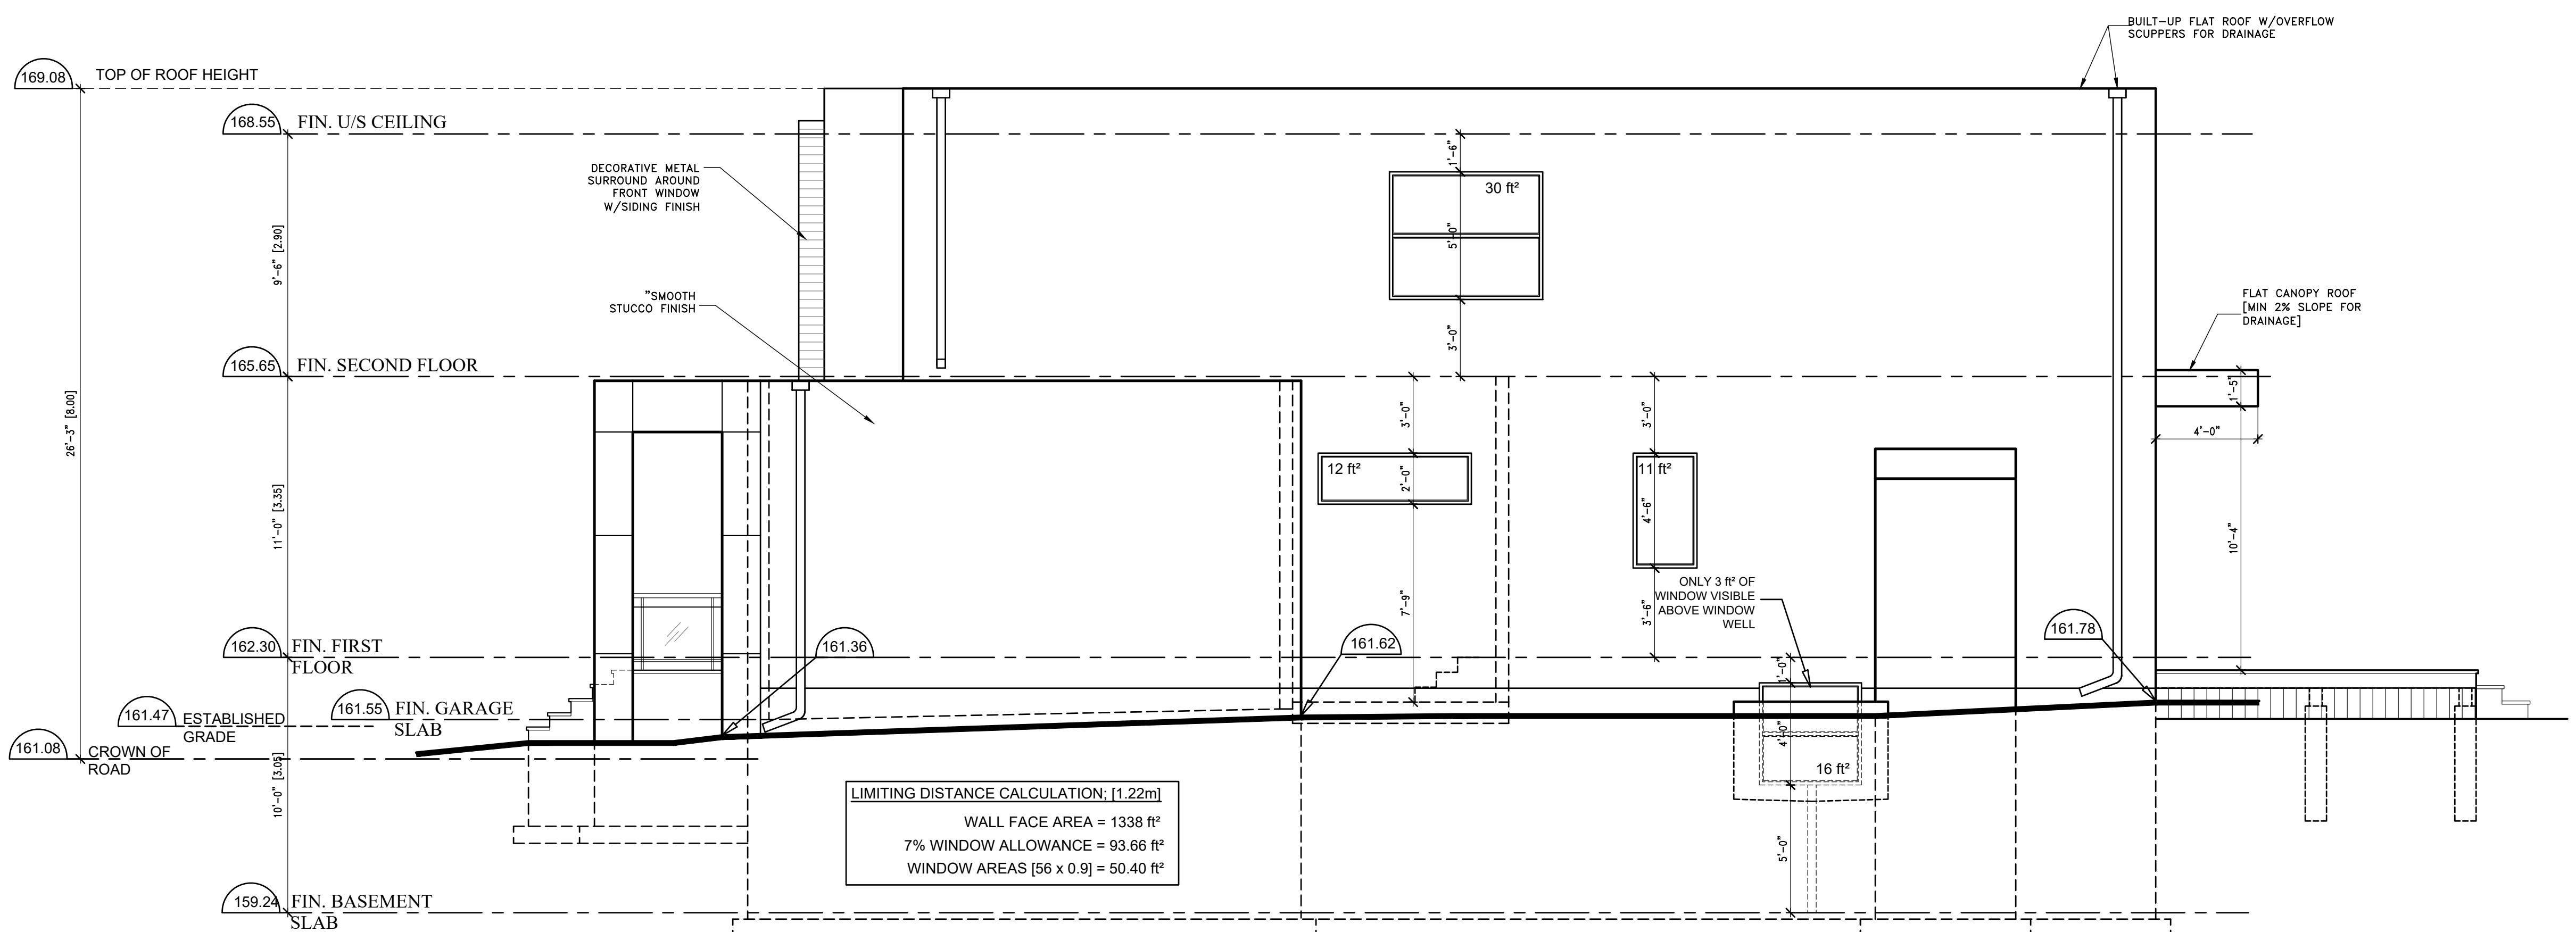 BUILT-UP FLAT ROOF W/OVERFLOW
SCUPPERS FOR DRAINAGE
169.08
TOP OF ROOF HEIGHT
168.55
FIN. U/S CEILING
1'-6"
DECORATIVE METAL
SURROUND AROUND
FRONT WINDOW
W/SIDING FINISH
30 ft²
5'-0"
9'-6" [2.90]
"SMOOTH
STUCCO FINISH
FLAT CANOPY ROOF
[MIN 2% SLOPE FOR
DRAINAGE]
3'-0"
165.65
FIN. SECOND FLOOR
26'-3" [8.00]
3'-0"
3'-0"
1'-5"
4'-0"
12 ft²
2'-0"
11 ft²
4'-6"
11'-0" [3.35]
10'-4"
7'-9"
3'-6"
ONLY 3 ft² OF
WINDOW VISIBLE
ABOVE WINDOW
WELL
162.30
FIN. FIRST
FLOOR
161.36
161.62
161.78
1'-0"
161.47
ESTABLISHED
GRADE
161.55
FIN. GARAGE
SLAB
161.08
CROWN OF
ROAD
10'-0" [3.05]
4'-0"
16 ft²
LIMITING DISTANCE CALCULATION; [1.22m]
WALL FACE AREA = 1338 ft²
7% WINDOW ALLOWANCE = 93.66 ft²
WINDOW AREAS [56 x 0.9] = 50.40 ft²
5'-0"
159.24
FIN. BASEMENT
SLAB